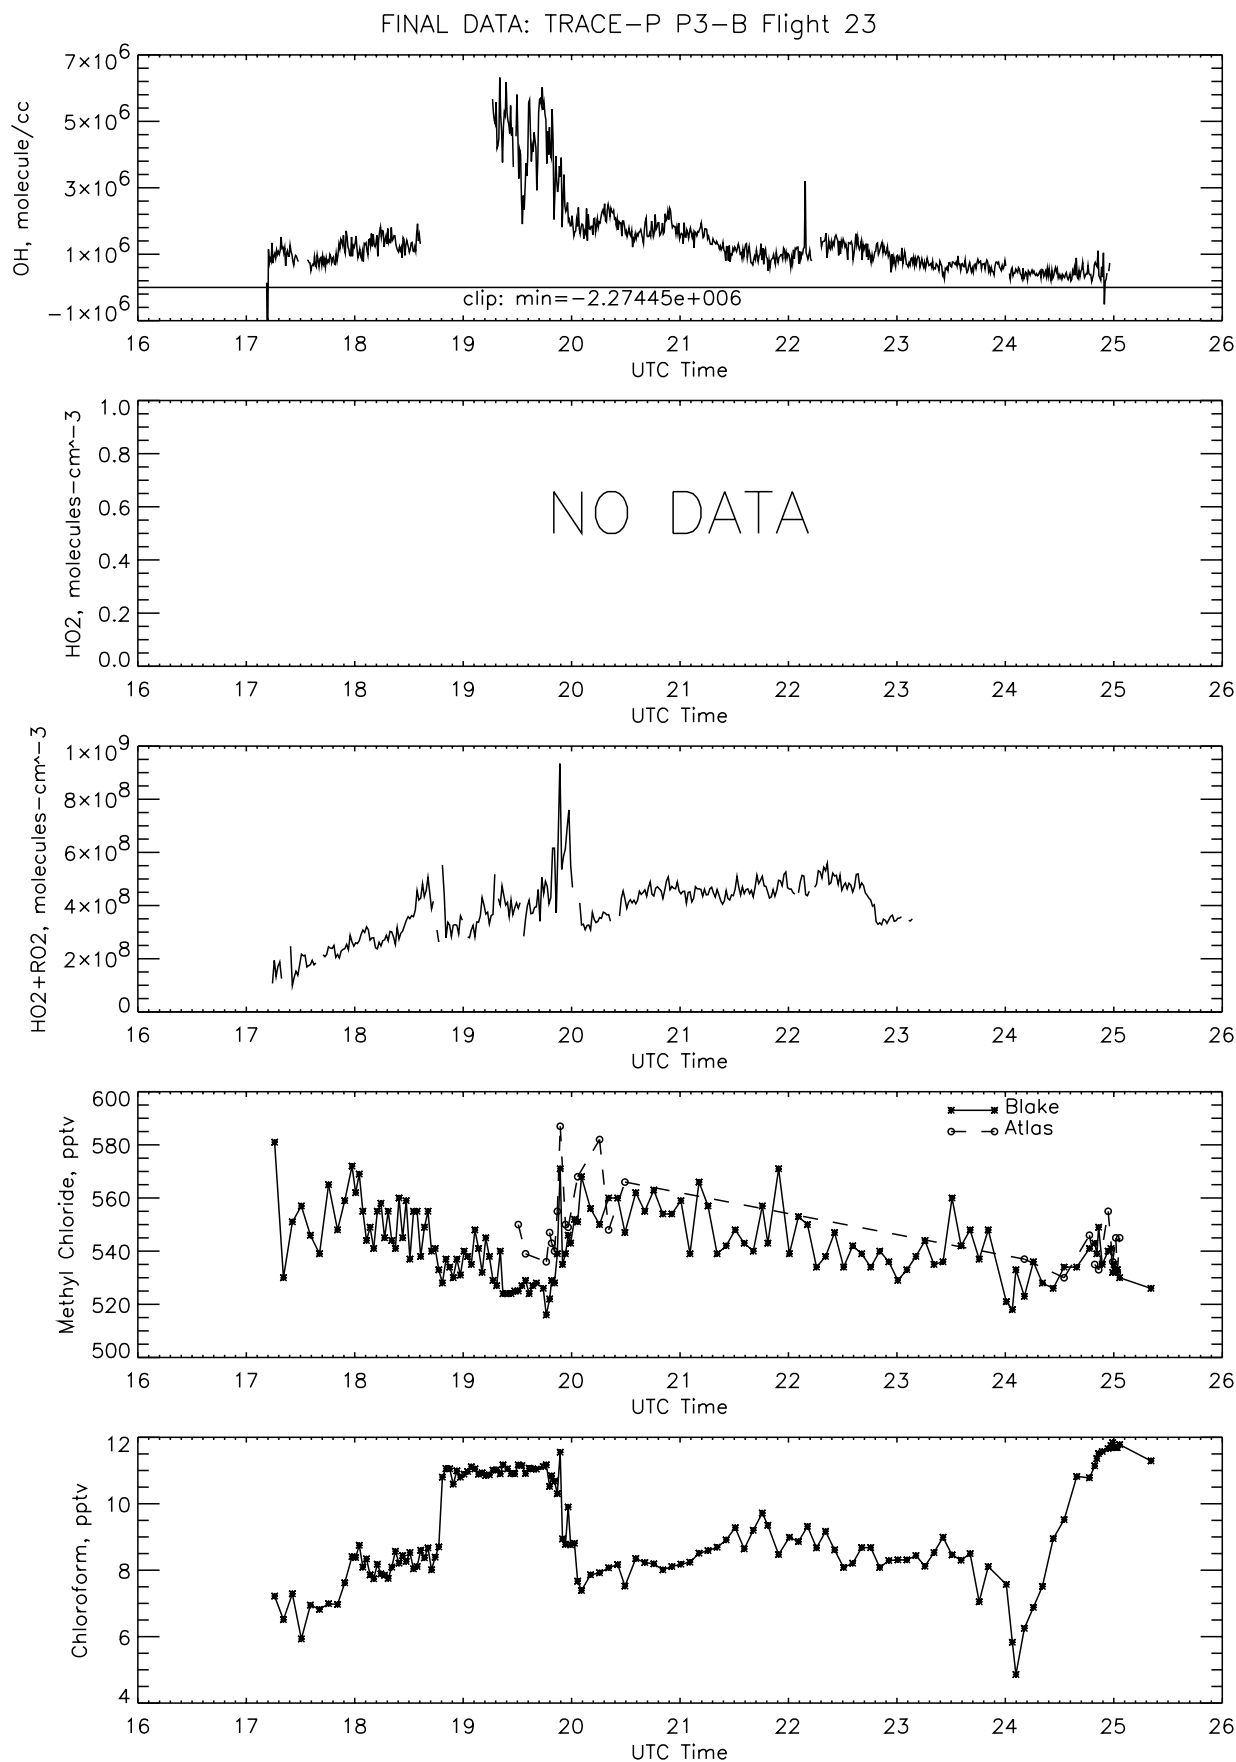 FINAL DATA: TRACE-P P3-B Flight 23
OH, molecule/cc
7×10^6
5×10^6
3×10^6
1×10^6
-1×10^6
clip: min=-2.27445e+006
16 17 18 19 20 21 22 23 24 25 26
UTC Time
HO2, molecules-cm^-3
1.0
0.8
0.6
0.4
0.2
0.0
NO DATA
16 17 18 19 20 21 22 23 24 25 26
UTC Time
HO2+RO2, molecules-cm^-3
1×10^9
8×10^8
6×10^8
4×10^8
2×10^8
0
16 17 18 19 20 21 22 23 24 25 26
UTC Time
Methyl Chloride, pptv
600
580
560
540
520
500
Blake
Atlas
16 17 18 19 20 21 22 23 24 25 26
UTC Time
Chloroform, pptv
12
10
8
6
4
16 17 18 19 20 21 22 23 24 25 26
UTC Time